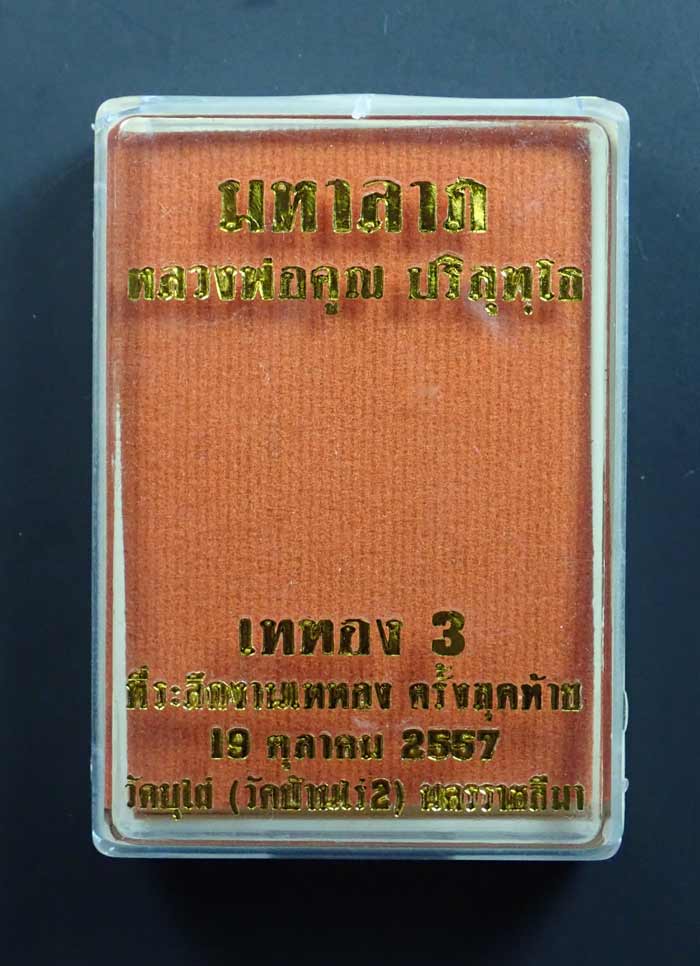 มหาลาภ
หลวงพ่อคูณ ปริสุทฺโธ
เททอง 3
ที่ระลึกงานเททอง ครั้งสุดท้าย
19 ตุลาคม 2557
วัดบุไผ่ (วัดบ้านไร่2) นครราชสีมา